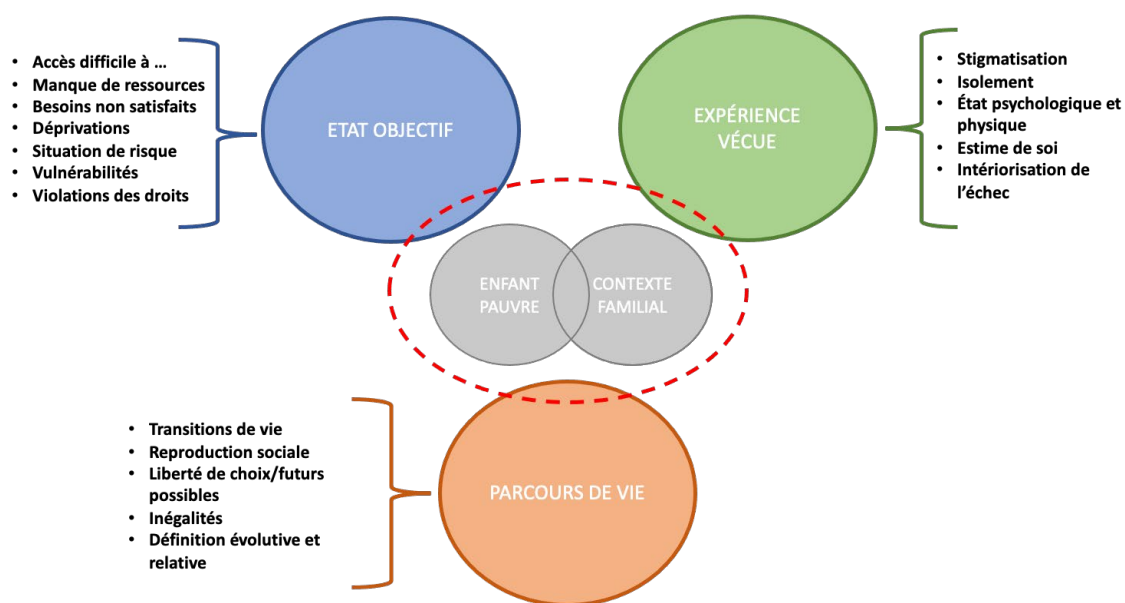 • Accès difficile à ...
• Manque de ressources
• Besoins non satisfaits
• Déprivations
• Situation de risque
• Vulnérabilités
• Violations des droits
ETAT OBJECTIF
EXPÉRIENCE
VÉCUE
• Stigmatisation
• Isolement
• État psychologique et
physique
• Estime de soi
• Intériorisation de
l’échec
ENFANT
PAUVRE
CONTEXTE
FAMILIAL
• Transitions de vie
• Reproduction sociale
• Liberté de choix/futurs
possibles
• Inégalités
• Définition évolutive et
relative
PARCOURS DE VIE